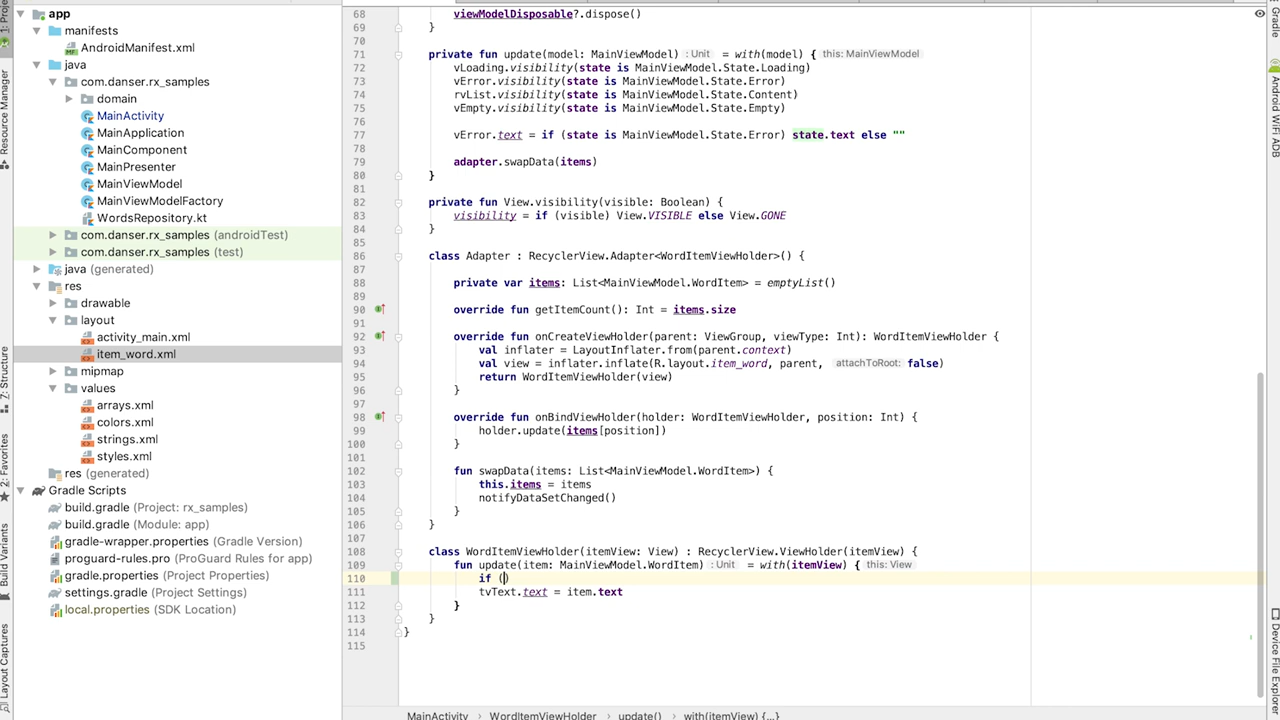 1: Project
Resource Manager
7: Structure
2: Favorites
Build Variants
Layout Captures
app
manifests
AndroidManifest.xml
java
com.danser.rx_samples
domain
MainActivity
MainApplication
MainComponent
MainPresenter
MainViewModel
MainViewModelFactory
WordsRepository.kt
com.danser.rx_samples (androidTest)
com.danser.rx_samples (test)
java (generated)
res
drawable
layout
activity_main.xml
item_word.xml
mipmap
values
arrays.xml
colors.xml
strings.xml
styles.xml
res (generated)
Gradle Scripts
build.gradle (Project: rx_samples)
build.gradle (Module: app)
gradle-wrapper.properties (Gradle Version)
proguard-rules.pro (ProGuard Rules for app)
gradle.properties (Project Properties)
settings.gradle (Project Settings)
local.properties (SDK Location)
68 viewModelDisposable?.dispose()
69 }
70
71 private fun update(model: MainViewModel) : Unit = with(model) { this: MainViewModel
72 vLoading.visibility(state is MainViewModel.State.Loading)
73 vError.visibility(state is MainViewModel.State.Error)
74 rvList.visibility(state is MainViewModel.State.Content)
75 vEmpty.visibility(state is MainViewModel.State.Empty)
76
77 vError.text = if (state is MainViewModel.State.Error) state.text else ""
78
79 adapter.swapData(items)
80 }
81
82 private fun View.visibility(visible: Boolean) {
83 visibility = if (visible) View.VISIBLE else View.GONE
84 }
85
86 class Adapter : RecyclerView.Adapter<WordItemViewHolder>() {
87
88 private var items: List<MainViewModel.WordItem> = emptyList()
89
90 override fun getItemCount(): Int = items.size
91
92 override fun onCreateViewHolder(parent: ViewGroup, viewType: Int): WordItemViewHolder {
93 val inflater = LayoutInflater.from(parent.context)
94 val view = inflater.inflate(R.layout.item_word, parent, attachToRoot: false)
95 return WordItemViewHolder(view)
96 }
97
98 override fun onBindViewHolder(holder: WordItemViewHolder, position: Int) {
99 holder.update(items[position])
100 }
101
102 fun swapData(items: List<MainViewModel.WordItem>) {
103 this.items = items
104 notifyDataSetChanged()
105 }
106 }
107
108 class WordItemViewHolder(itemView: View) : RecyclerView.ViewHolder(itemView) {
109 fun update(item: MainViewModel.WordItem) : Unit = with(itemView) { this: View
110 if ()
111 tvText.text = item.text
112 }
113 }
114 }
115
MainActivity › WordItemViewHolder › update() › with(itemView) {...}
Gradle
Android WiFi ADB
Device File Explorer